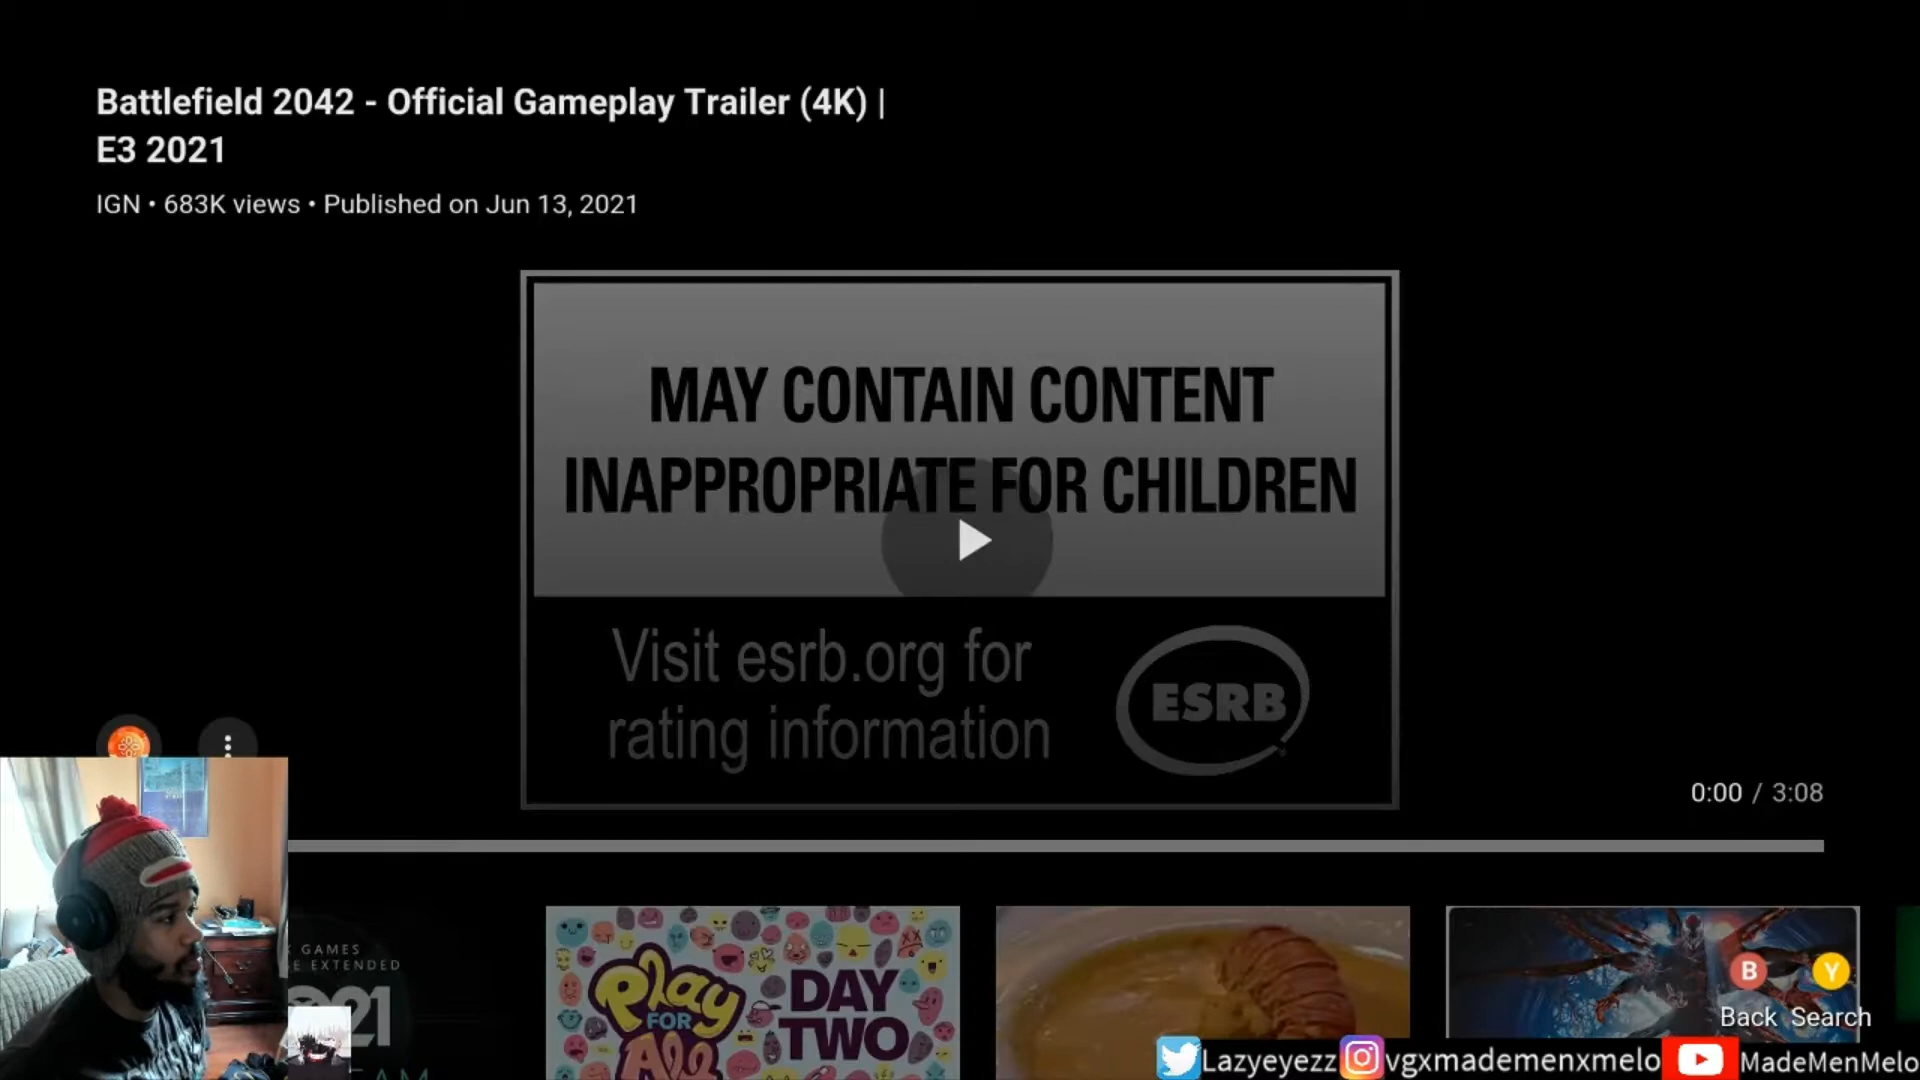 Battlefield 2042 - Official Gameplay Trailer (4K) |
E3 2021
IGN • 683K views • Published on Jun 13, 2021
MAY CONTAIN CONTENT
INAPPROPRIATE FOR CHILDREN
Visit esrb.org for
rating information
ESRB
0:00 / 3:08
GAMES
EXTENDED
21
Play
FOR
All
DAY
TWO
B Y
Back Search
Lazyeyezz vgxmademenxmelo MadeMenMelo